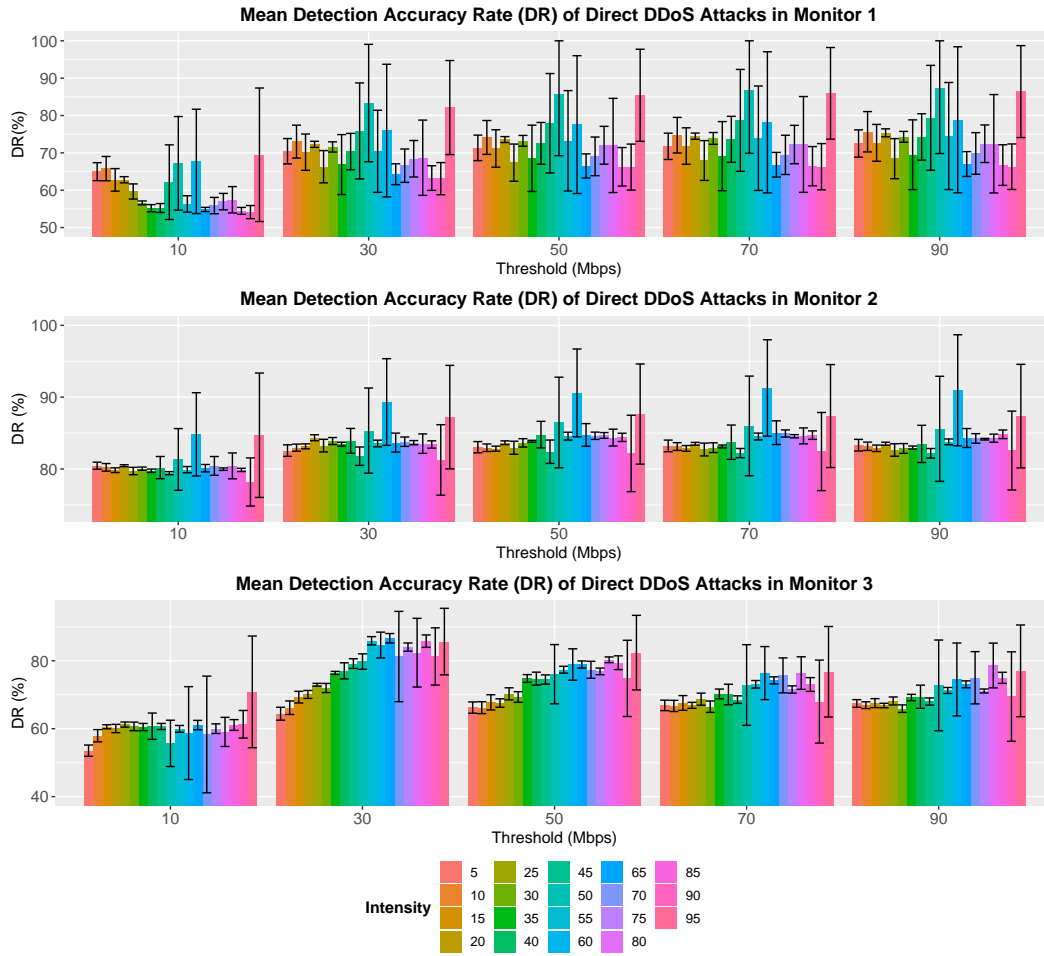 Mean Detection Accuracy Rate (DR) of Direct DDoS Attacks in Monitor 1
100
90
80
70
60
50
DR(%)
10 30 50 70 90
Threshold (Mbps)
Mean Detection Accuracy Rate (DR) of Direct DDoS Attacks in Monitor 2
100
90
80
DR (%)
10 30 50 70 90
Threshold (Mbps)
Mean Detection Accuracy Rate (DR) of Direct DDoS Attacks in Monitor 3
80
60
40
DR (%)
10 30 50 70 90
Threshold (Mbps)
Intensity
5 25 45 65 85
10 30 50 70 90
15 35 55 75 95
20 40 60 80